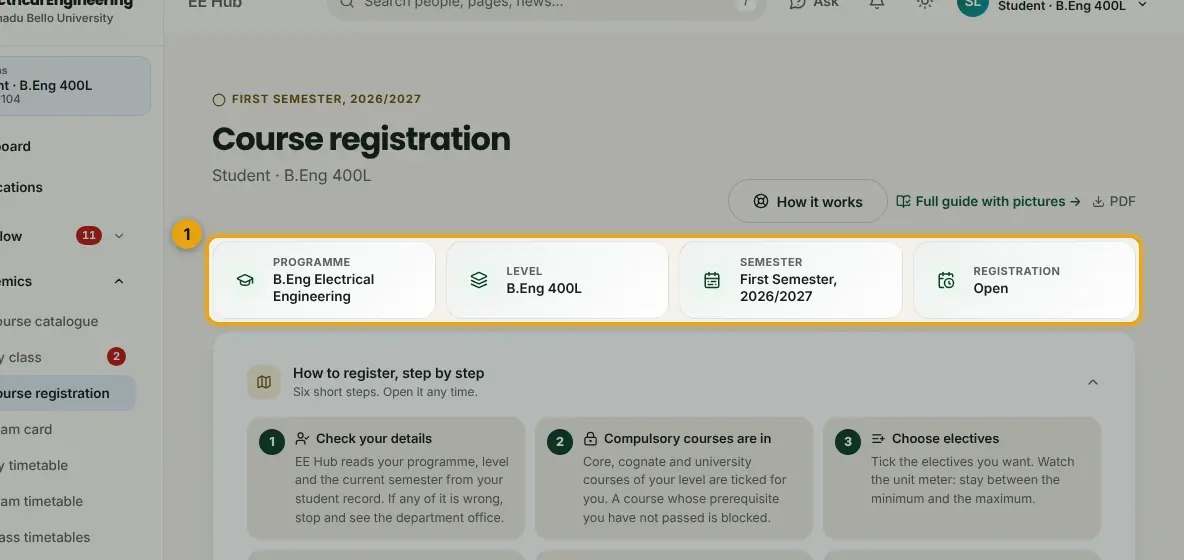 EE Hub
Search people, pages, news...
/
Ask
SL
Student · B.Eng 400L
ctrical Engineering
madu Bello University
nt · B.Eng 400L
104
board
cations
low
11
emics
ourse catalogue
y class
2
ourse registration
am card
y timetable
am timetable
ass timetables
FIRST SEMESTER, 2026/2027
Course registration
Student · B.Eng 400L
How it works
Full guide with pictures →
PDF
1
PROGRAMME
B.Eng Electrical
Engineering
LEVEL
B.Eng 400L
SEMESTER
First Semester,
2026/2027
REGISTRATION
Open
How to register, step by step
Six short steps. Open it any time.
1
Check your details
EE Hub reads your programme, level
and the current semester from your
student record. If any of it is wrong,
stop and see the department office.
2
Compulsory courses are in
Core, cognate and university
courses of your level are ticked for
you. A course whose prerequisite
you have not passed is blocked.
3
Choose electives
Tick the electives you want. Watch
the unit meter: stay between the
minimum and the maximum.